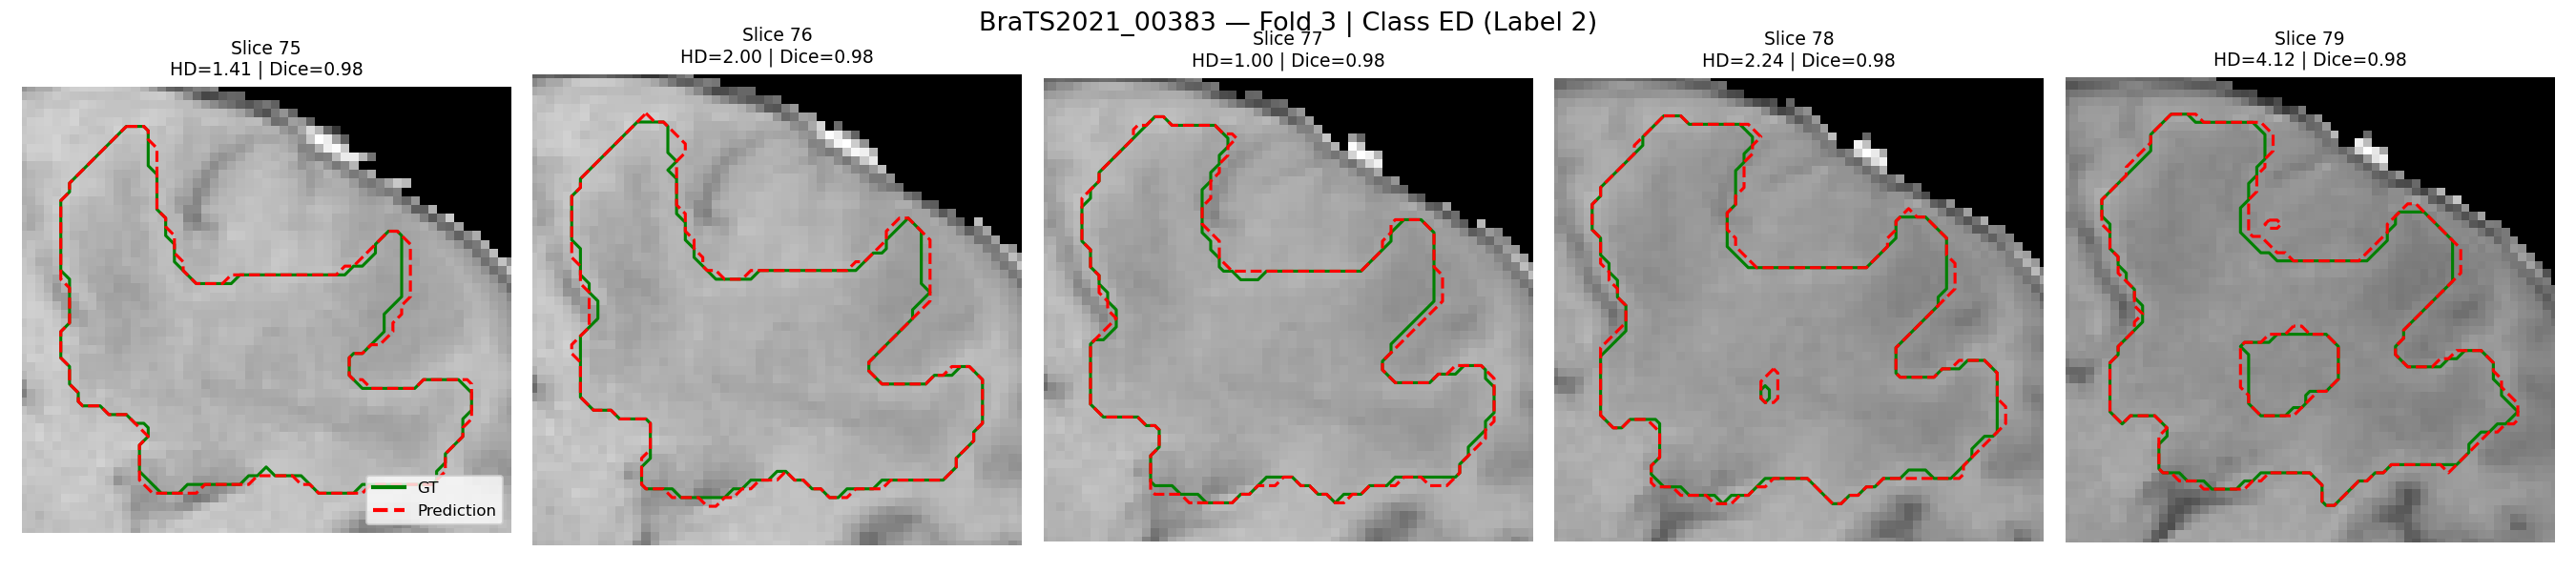 BraTS2021_00383 — Fold 3 | Class ED (Label 2)
Slice 75
HD=1.41 | Dice=0.98
Slice 76
HD=2.00 | Dice=0.98
Slice 77
HD=1.00 | Dice=0.98
Slice 78
HD=2.24 | Dice=0.98
Slice 79
HD=4.12 | Dice=0.98
GT
Prediction